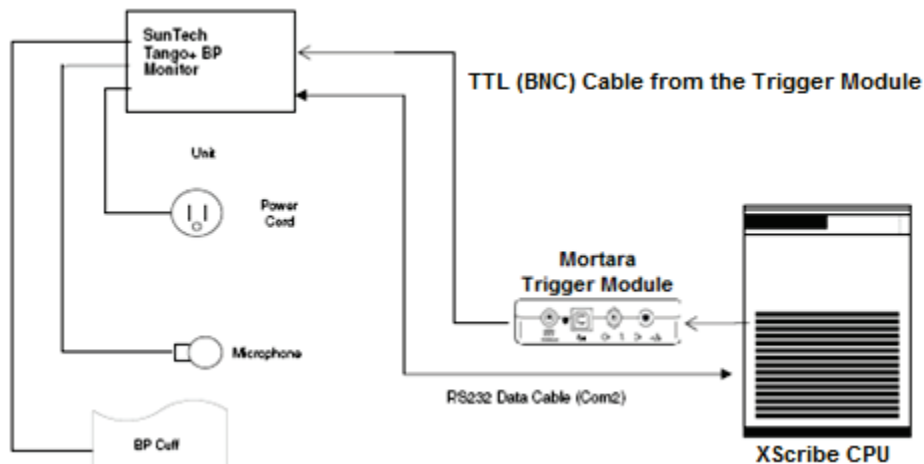 SunTech
Tango+ BP
Monitor
TTL (BNC) Cable from the Trigger Module
Unit
Power
Cord
Mortara
Trigger Module
Microphone
RS232 Data Cable (Com2)
BP Cuff
XScribe CPU